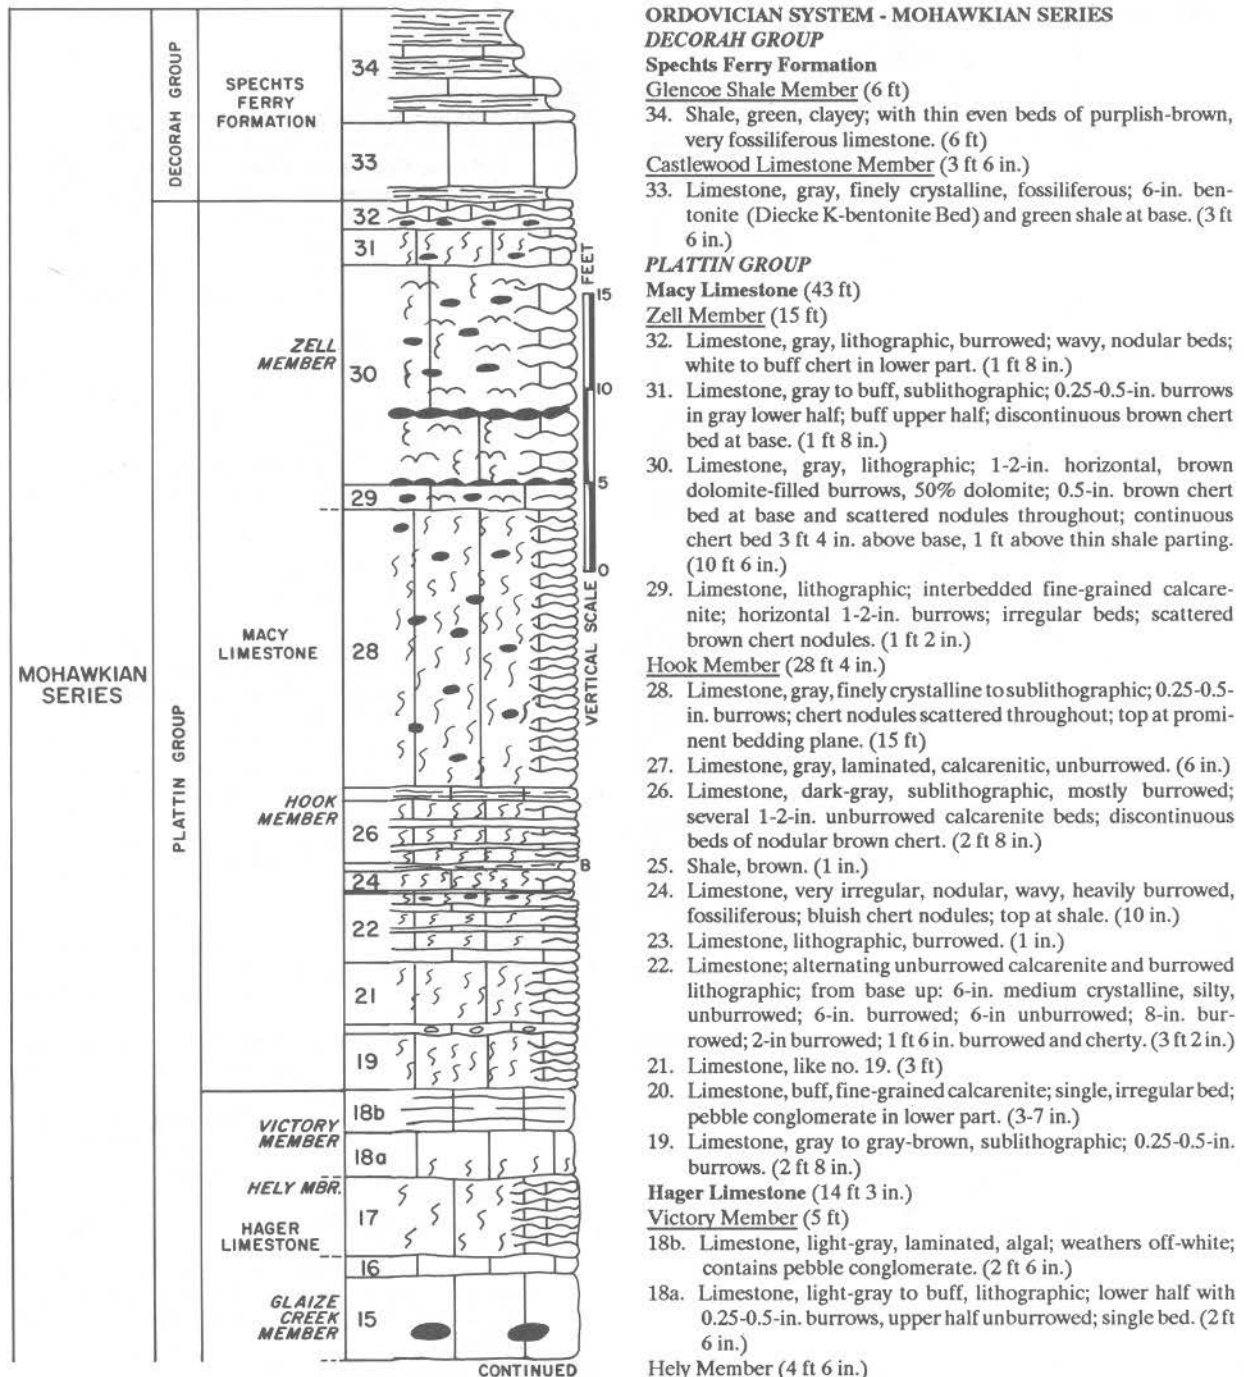 MOHAWKIAN
SERIES
DECORAH GROUP
PLATTIN GROUP
SPECHTS
FERRY
FORMATION
ZELL
MEMBER
MACY
LIMESTONE
HOOK
MEMBER
VICTORY
MEMBER
HELY MBR.
HAGER
LIMESTONE
GLAIZE
CREEK
MEMBER
34
33
32
31
30
29
28
26
24
22
21
19
18b
18a
17
16
15
B
FEET
15
10
5
0
VERTICAL SCALE
CONTINUED
ORDOVICIAN SYSTEM - MOHAWKIAN SERIES
DECORAH GROUP
Spechts Ferry Formation
Glencoe Shale Member (6 ft)
34. Shale, green, clayey; with thin even beds of purplish-brown,
very fossiliferous limestone. (6 ft)
Castlewood Limestone Member (3 ft 6 in.)
33. Limestone, gray, finely crystalline, fossiliferous; 6-in. ben-
tonite (Diecke K-bentonite Bed) and green shale at base. (3 ft
6 in.)
PLATTIN GROUP
Macy Limestone (43 ft)
Zell Member (15 ft)
32. Limestone, gray, lithographic, burrowed; wavy, nodular beds;
white to buff chert in lower part. (1 ft 8 in.)
31. Limestone, gray to buff, sublithographic; 0.25-0.5-in. burrows
in gray lower half; buff upper half; discontinuous brown chert
bed at base. (1 ft 8 in.)
30. Limestone, gray, lithographic; 1-2-in. horizontal, brown
dolomite-filled burrows, 50% dolomite; 0.5-in. brown chert
bed at base and scattered nodules throughout; continuous
chert bed 3 ft 4 in. above base, 1 ft above thin shale parting.
(10 ft 6 in.)
29. Limestone, lithographic; interbedded fine-grained calcare-
nite; horizontal 1-2-in. burrows; irregular beds; scattered
brown chert nodules. (1 ft 2 in.)
Hook Member (28 ft 4 in.)
28. Limestone, gray, finely crystalline to sublithographic; 0.25-0.5-
in. burrows; chert nodules scattered throughout; top at promi-
nent bedding plane. (15 ft)
27. Limestone, gray, laminated, calcarenitic, unburrowed. (6 in.)
26. Limestone, dark-gray, sublithographic, mostly burrowed;
several 1-2-in. unburrowed calcarenite beds; discontinuous
beds of nodular brown chert. (2 ft 8 in.)
25. Shale, brown. (1 in.)
24. Limestone, very irregular, nodular, wavy, heavily burrowed,
fossiliferous; bluish chert nodules; top at shale. (10 in.)
23. Limestone, lithographic, burrowed. (1 in.)
22. Limestone; alternating unburrowed calcarenite and burrowed
lithographic; from base up: 6-in. medium crystalline, silty,
unburrowed; 6-in. burrowed; 6-in unburrowed; 8-in. bur-
rowed; 2-in burrowed; 1 ft 6 in. burrowed and cherty. (3 ft 2 in.)
21. Limestone, like no. 19. (3 ft)
20. Limestone, buff, fine-grained calcarenite; single, irregular bed;
pebble conglomerate in lower part. (3-7 in.)
19. Limestone, gray to gray-brown, sublithographic; 0.25-0.5-in.
burrows. (2 ft 8 in.)
Hager Limestone (14 ft 3 in.)
Victory Member (5 ft)
18b. Limestone, light-gray, laminated, algal; weathers off-white;
contains pebble conglomerate. (2 ft 6 in.)
18a. Limestone, light-gray to buff, lithographic; lower half with
0.25-0.5-in. burrows, upper half unburrowed; single bed. (2 ft
6 in.)
Hely Member (4 ft 6 in.)